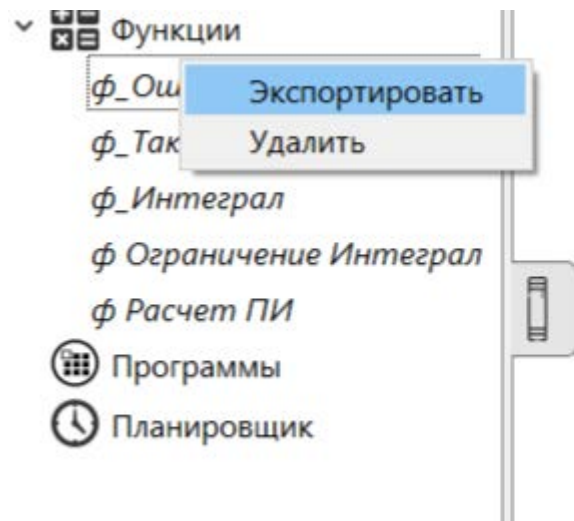 Функции
ф_Ош
Экспортировать
ф_Так
Удалить
ф_Интеграл
ф Ограничение Интеграл
ф Расчет ПИ
Программы
Планировщик